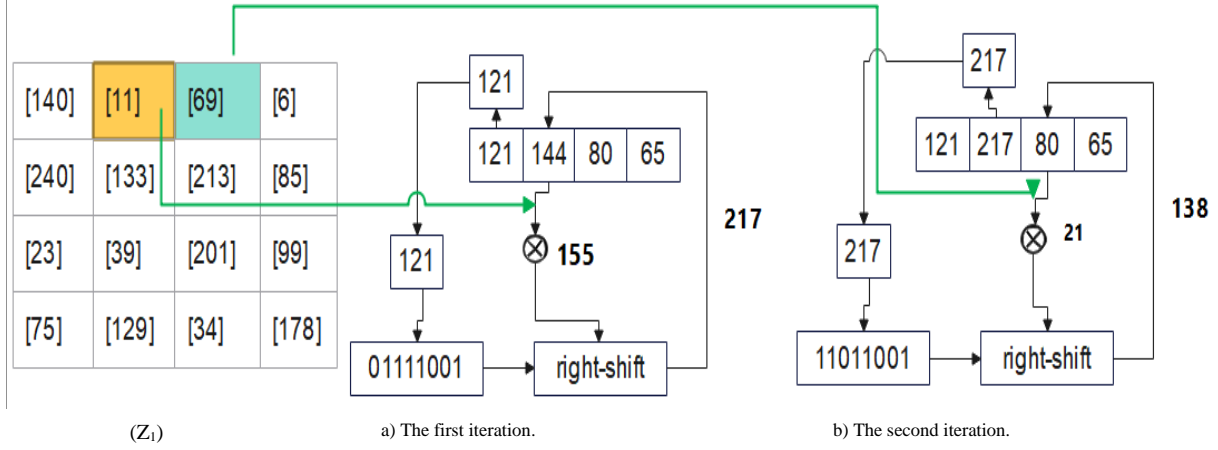 [140] [11] [69] [6]
[240] [133] [213] [85]
[23] [39] [201] [99]
[75] [129] [34] [178]
(Z₁)
121
121 144 80 65
217
121
155
01111001
right-shift
a) The first iteration.
217
121 217 80 65
138
217
21
11011001
right-shift
b) The second iteration.